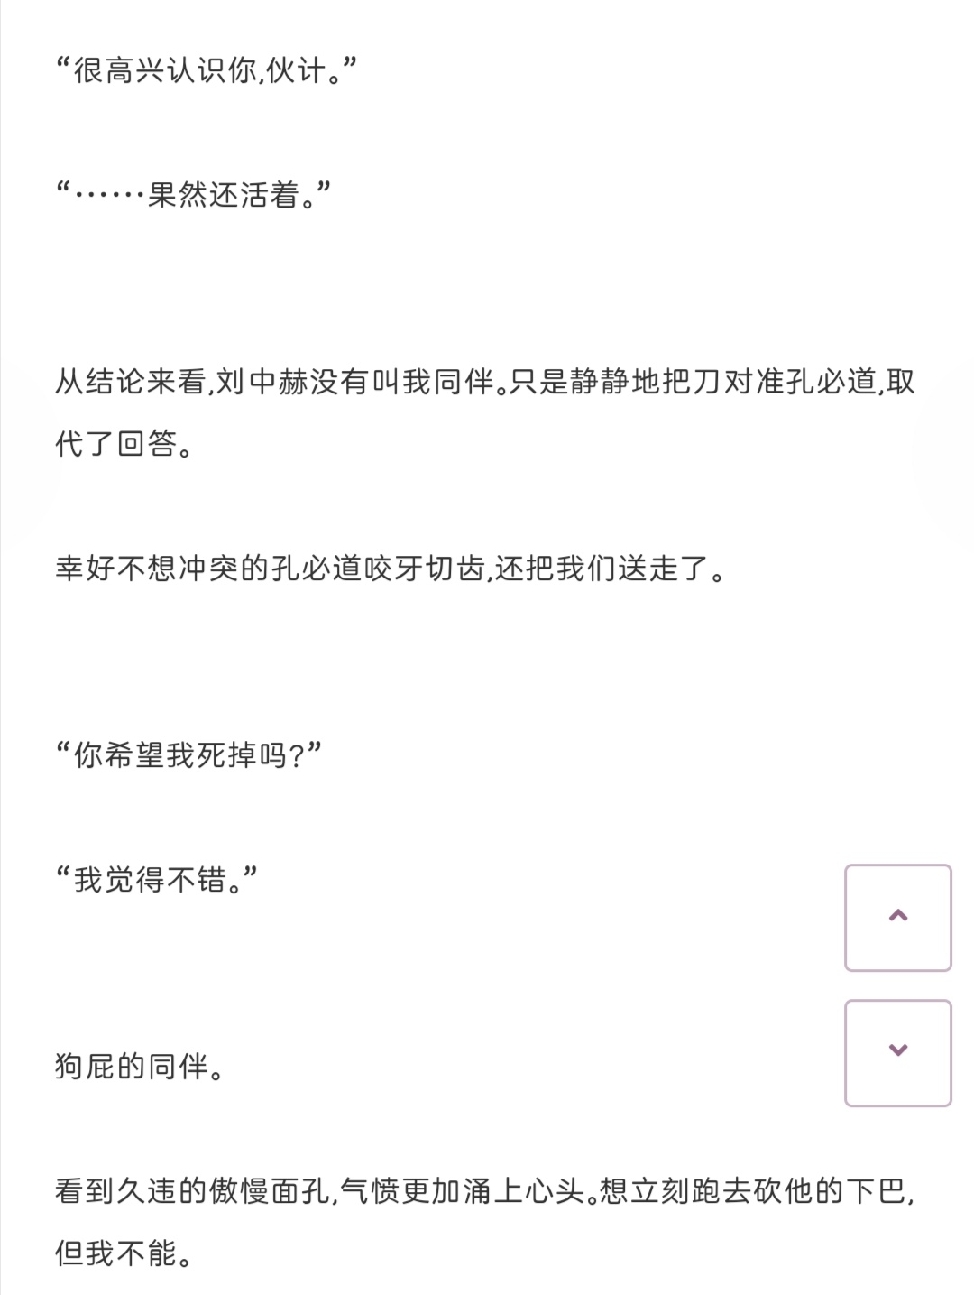 “很高兴认识你,伙计。”
“……果然还活着。”
从结论来看,刘中赫没有叫我同伴。只是静静地把刀对准孔必道,取
代了回答。
幸好不想冲突的孔必道咬牙切齿,还把我们送走了。
“你希望我死掉吗?”
“我觉得不错。”
狗屁的同伴。
看到久违的傲慢面孔,气愤更加涌上心头。想立刻跑去砍他的下巴,
但我不能。